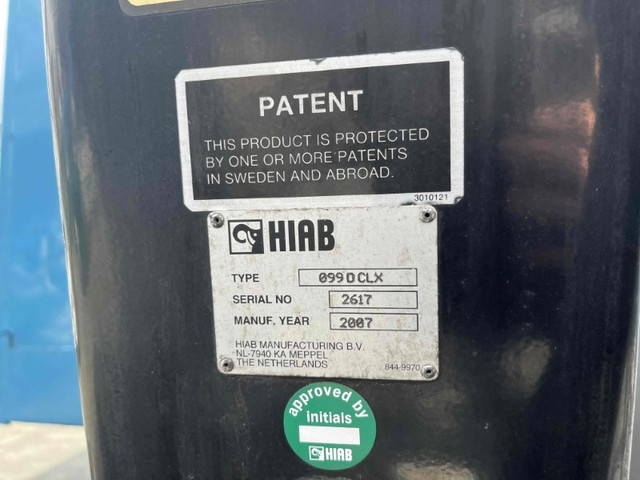 PATENT
THIS PRODUCT IS PROTECTED
BY ONE OR MORE PATENTS
IN SWEDEN AND ABROAD.
3010121
HIAB
TYPE 099 D CLX
SERIAL NO 2617
MANUF. YEAR 2007
HIAB MANUFACTURING B.V.
NL-7940 KA MEPPEL
THE NETHERLANDS
844-9970
approved by
initials
HIAB